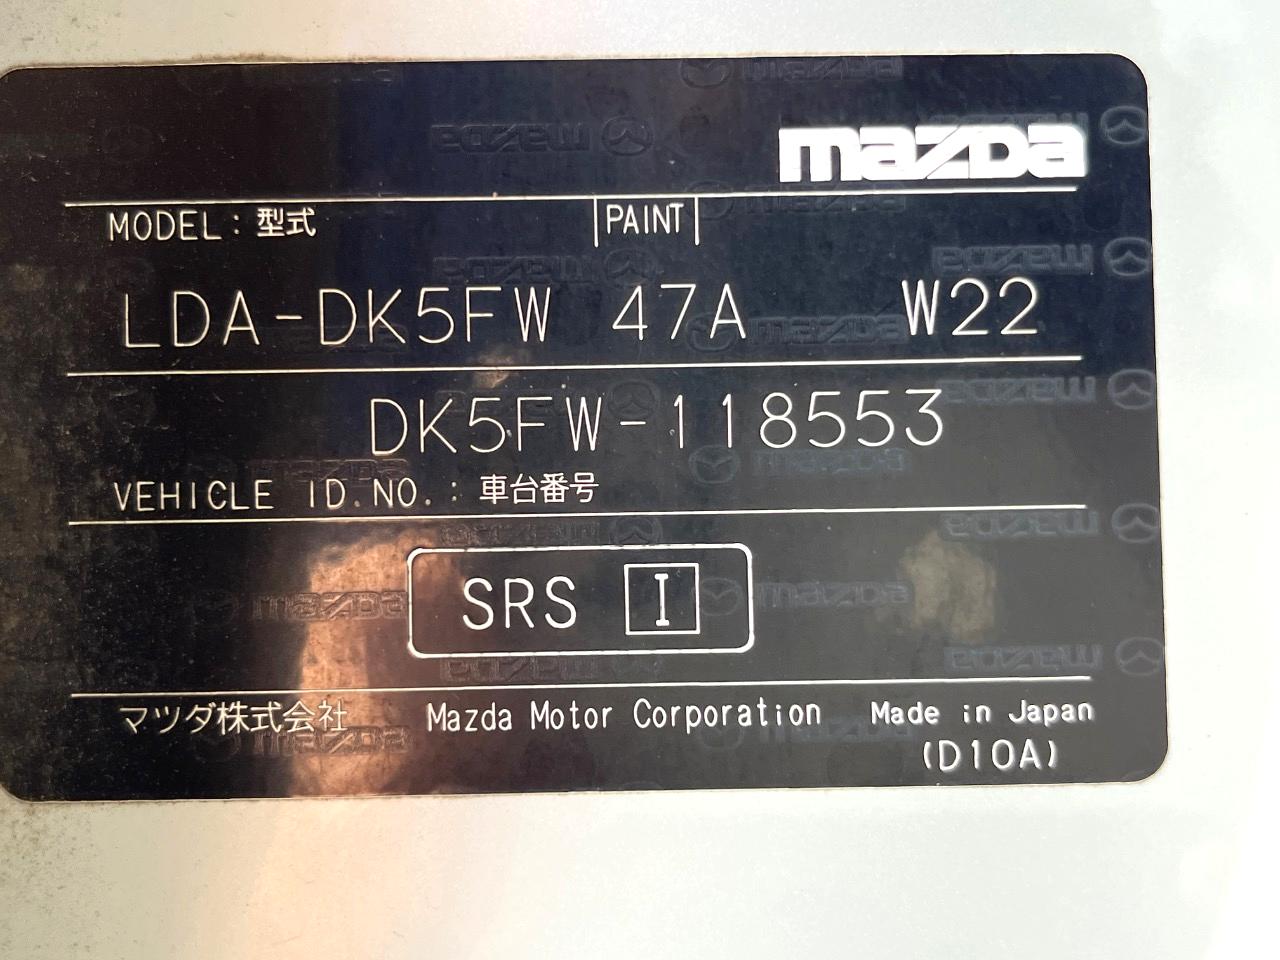 mazda
MODEL : 型式 PAINT
LDA-DK5FW 47A W22
DK5FW-118553
VEHICLE ID.NO. : 車台番号
SRS I
マツダ株式会社 Mazda Motor Corporation Made in Japan
(D10A)